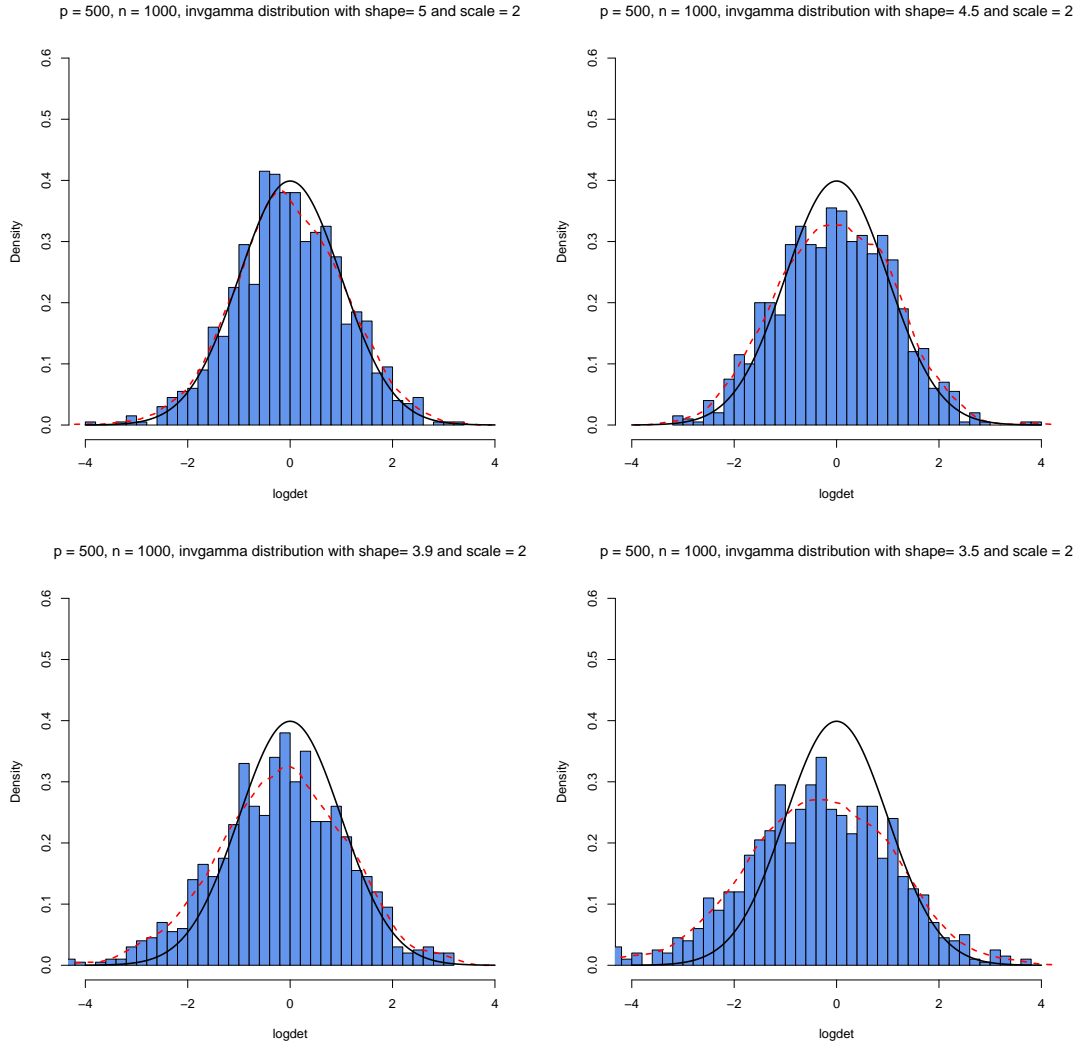 p = 500, n = 1000, invgamma distribution with shape= 5 and scale = 2
Density
0.0 0.1 0.2 0.3 0.4 0.5 0.6
−4 −2 0 2 4
logdet
p = 500, n = 1000, invgamma distribution with shape= 4.5 and scale = 2
Density
0.0 0.1 0.2 0.3 0.4 0.5 0.6
−4 −2 0 2 4
logdet
p = 500, n = 1000, invgamma distribution with shape= 3.9 and scale = 2
Density
0.0 0.1 0.2 0.3 0.4 0.5 0.6
−4 −2 0 2 4
logdet
p = 500, n = 1000, invgamma distribution with shape= 3.5 and scale = 2
Density
0.0 0.1 0.2 0.3 0.4 0.5 0.6
−4 −2 0 2 4
logdet